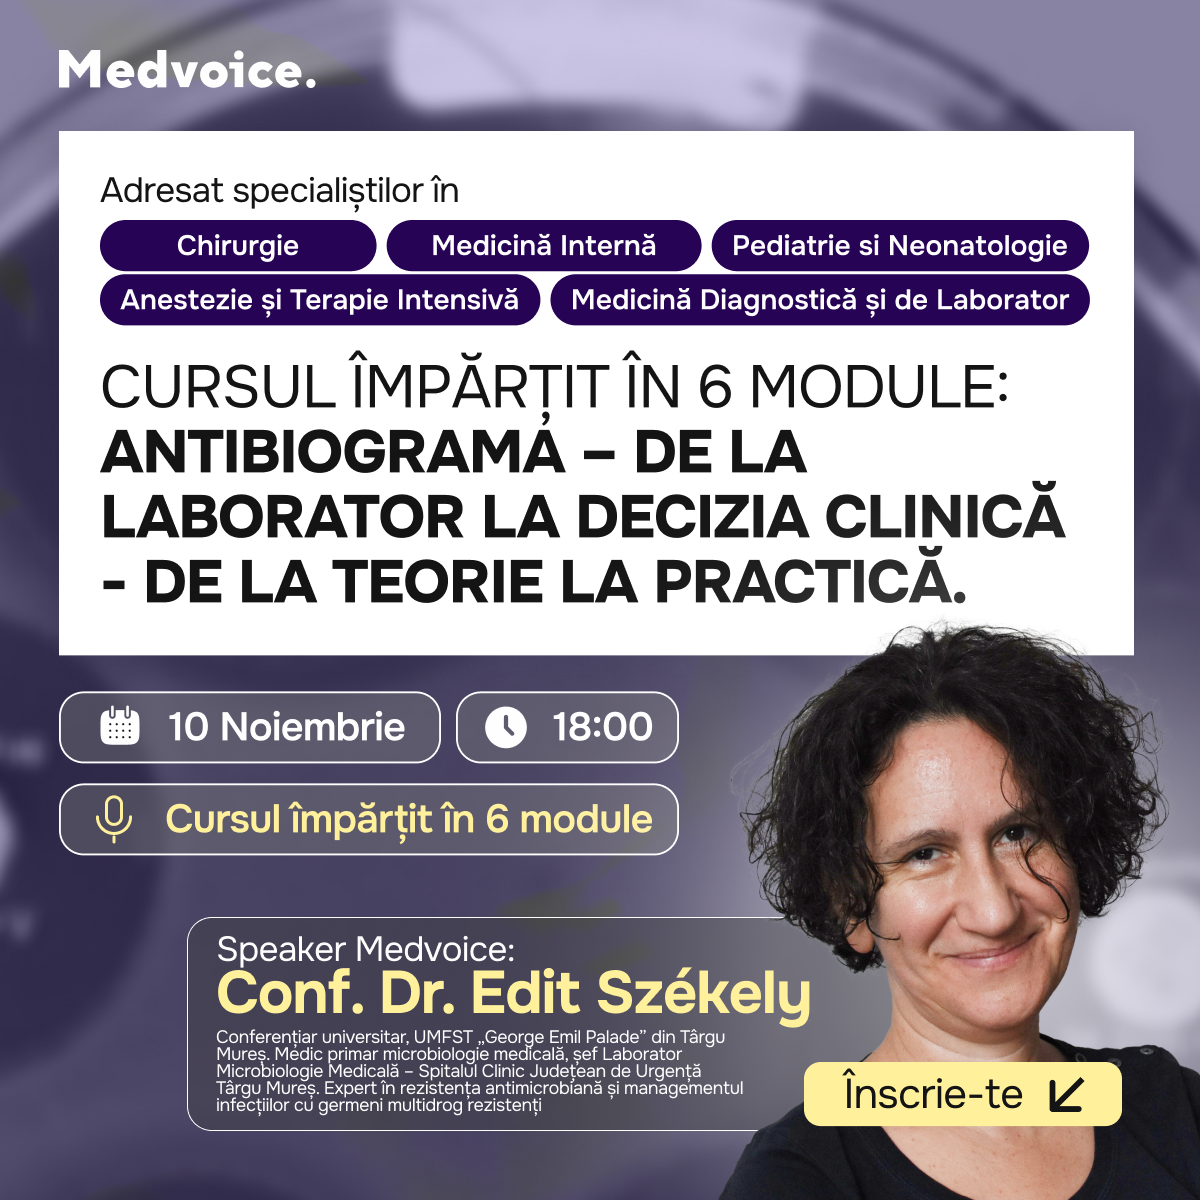 Medvoice.
Adresat specialiștilor în
Chirurgie
Medicină Internă
Pediatrie si Neonatologie
Anestezie și Terapie Intensivă
Medicină Diagnostică și de Laborator
CURSUL ÎMPĂRȚIT ÎN 6 MODULE:
ANTIBIOGRAMA – DE LA
LABORATOR LA DECIZIA CLINICĂ
- DE LA TEORIE LA PRACTICĂ.
10 Noiembrie
18:00
Cursul împărțit în 6 module
Speaker Medvoice:
Conf. Dr. Edit Székely
Conferențiar universitar, UMFST „George Emil Palade” din Târgu
Mureș. Medic primar microbiologie medicală, șef Laborator
Microbiologie Medicală – Spitalul Clinic Județean de Urgență
Târgu Mureș. Expert în rezistența antimicrobiană și managementul
infecțiilor cu germeni multidrog rezistenți
Înscrie-te